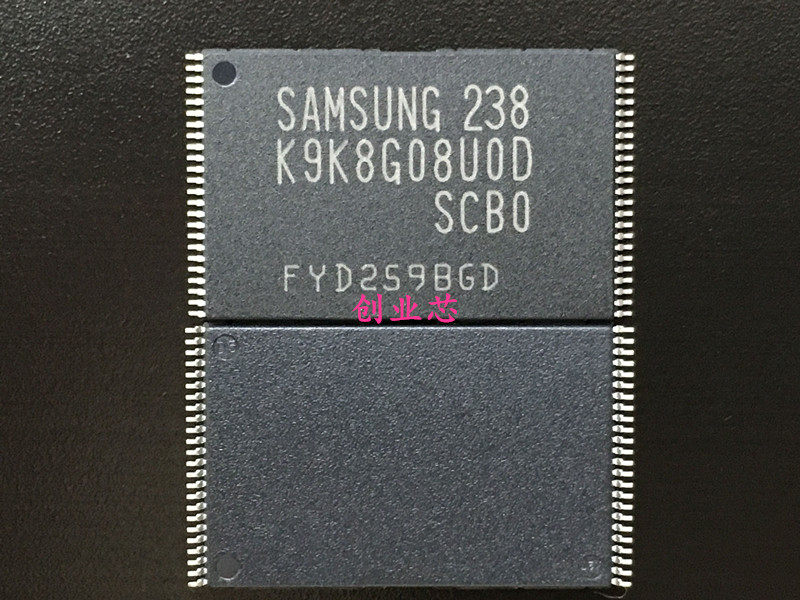 SAMSUNG 238
K9K8G08U0D
SCB0
FYD259BGD
创业芯